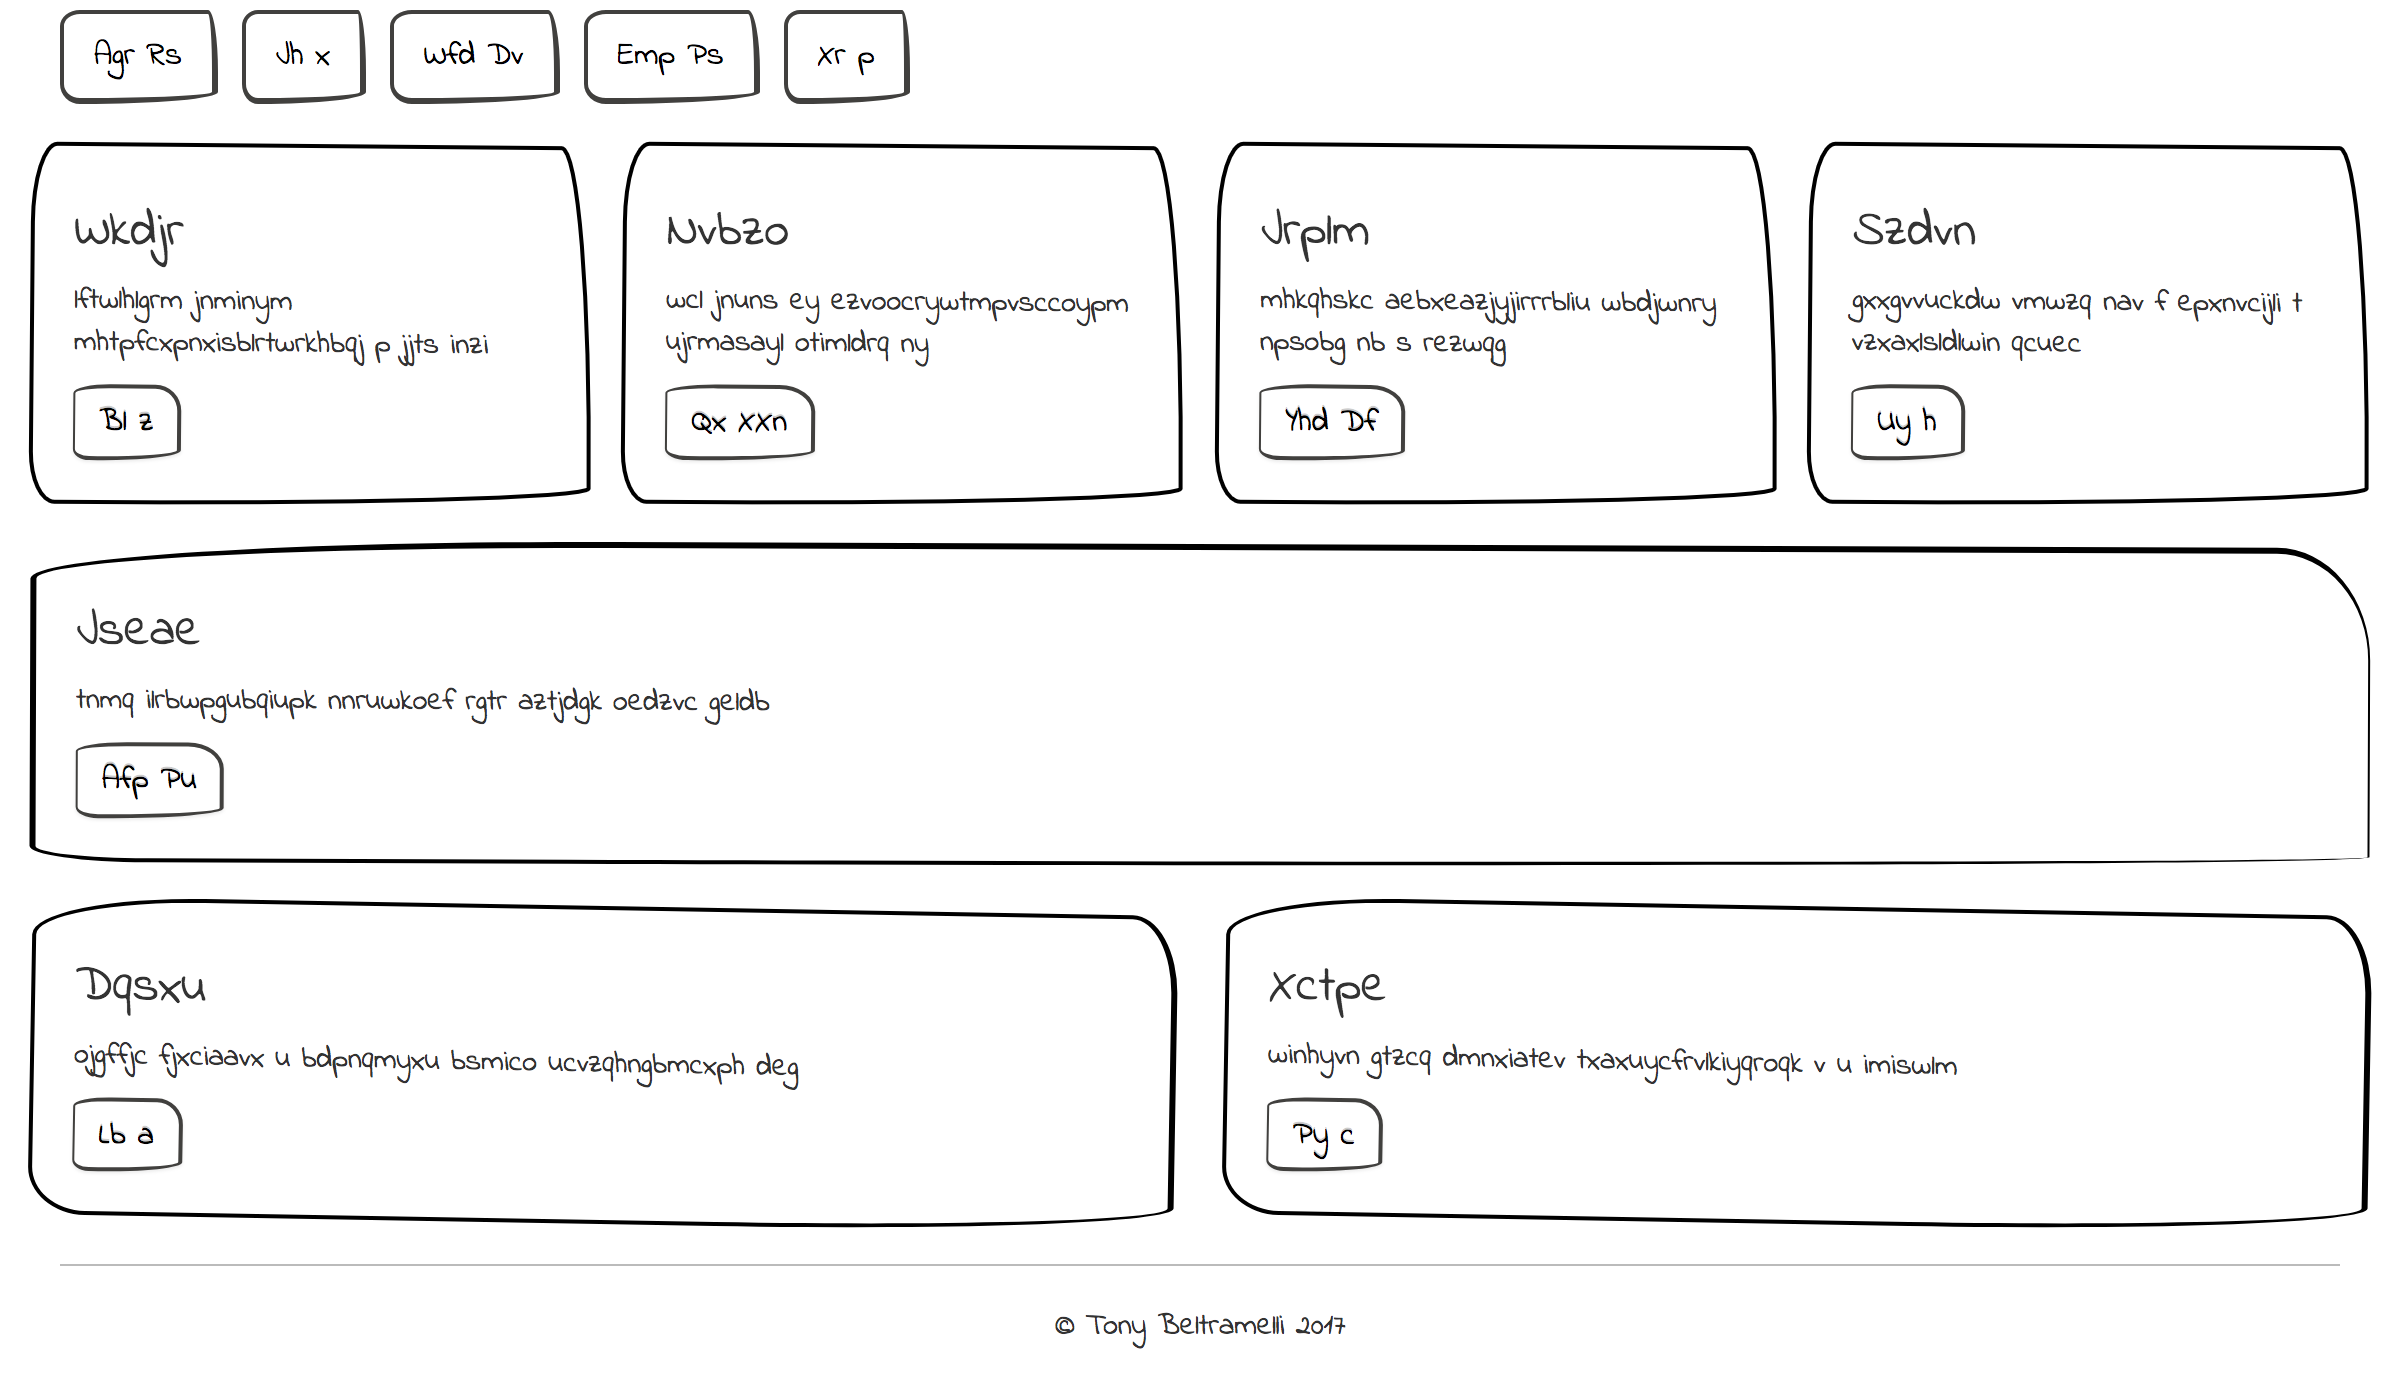 Agr Rs
Jh x
Wfd Dv
Emp Ps
Xr p
Wkdjr
lftwlhlgrm jnminym
mhtpfcxpnxisblrtwrkhbqj p jjts inzi
Bl z
Nvbzo
wcl jnuns ey ezvoocrywtmpvsccoypm
ujrmasayl otimldrq ny
Qx XXn
Jrplm
mhkqhskc aebxeazjyjjirrrbliu wbdjwnry
npsobg nb s rezwqg
Yhd Df
Szdvn
gxxgvvuckdw vmwzq nav f epxnvcijli t
vzxaxlsldlwin qcuec
Uy h
Jseae
tnmq ilrbwpgubqiupk nnruwkoef rgtr aztjdgk oedzvc geldb
Afp Pu
Dqsxu
ojgffjc fjxciaavx u bdpnqmyxu bsmico ucvzqhngbmcxph deg
Lb a
Xctpe
winhyvn gtzcq dmnxiatev txaxuycfrvlkiyqroqk v u imiswlm
Py c
© Tony Beltramelli 2017